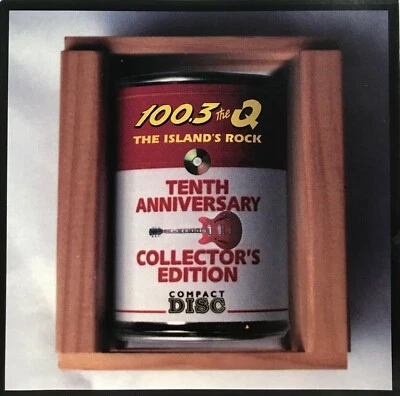 100.3 the Q
THE ISLAND'S ROCK
TENTH
ANNIVERSARY
COLLECTOR'S
EDITION
COMPACT
DISC